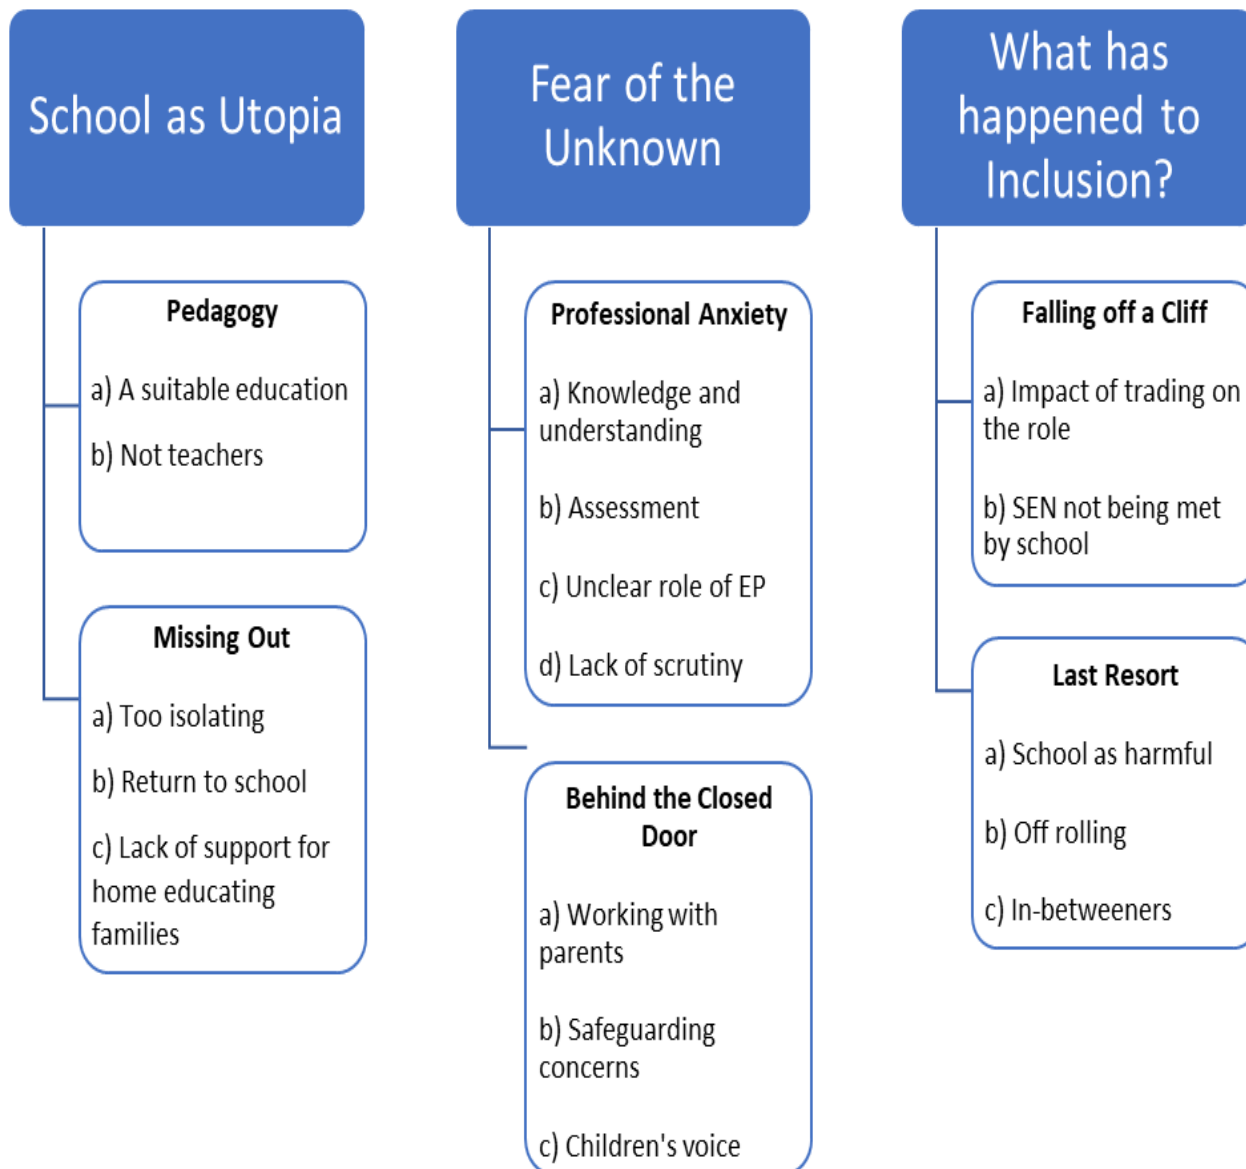 School as Utopia
Pedagogy
a) A suitable education
b) Not teachers
Missing Out
a) Too isolating
b) Return to school
c) Lack of support for
home educating
families
Fear of the
Unknown
Professional Anxiety
a) Knowledge and
understanding
b) Assessment
c) Unclear role of EP
d) Lack of scrutiny
Behind the Closed
Door
a) Working with
parents
b) Safeguarding
concerns
c) Children's voice
What has
happened to
Inclusion?
Falling off a Cliff
a) Impact of trading on
the role
b) SEN not being met
by school
Last Resort
a) School as harmful
b) Off rolling
c) In-betweeners